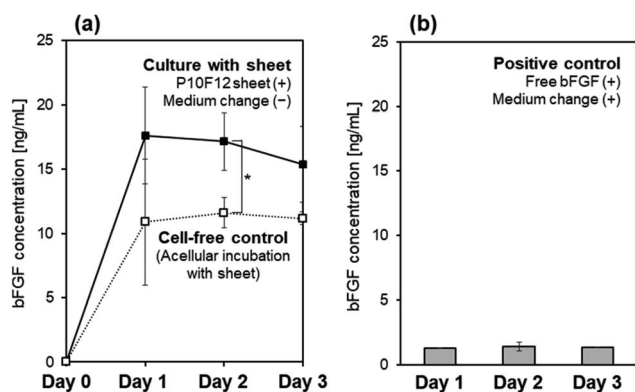 (a)
bFGF concentration [ng/mL]
25
20
15
10
5
0
Culture with sheet
P10F12 sheet (+)
Medium change (−)
*
Cell-free control
(Acellular incubation
with sheet)
Day 0 Day 1 Day 2 Day 3
(b)
bFGF concentration [ng/mL]
25
20
15
10
5
0
Positive control
Free bFGF (+)
Medium change (+)
Day 1 Day 2 Day 3